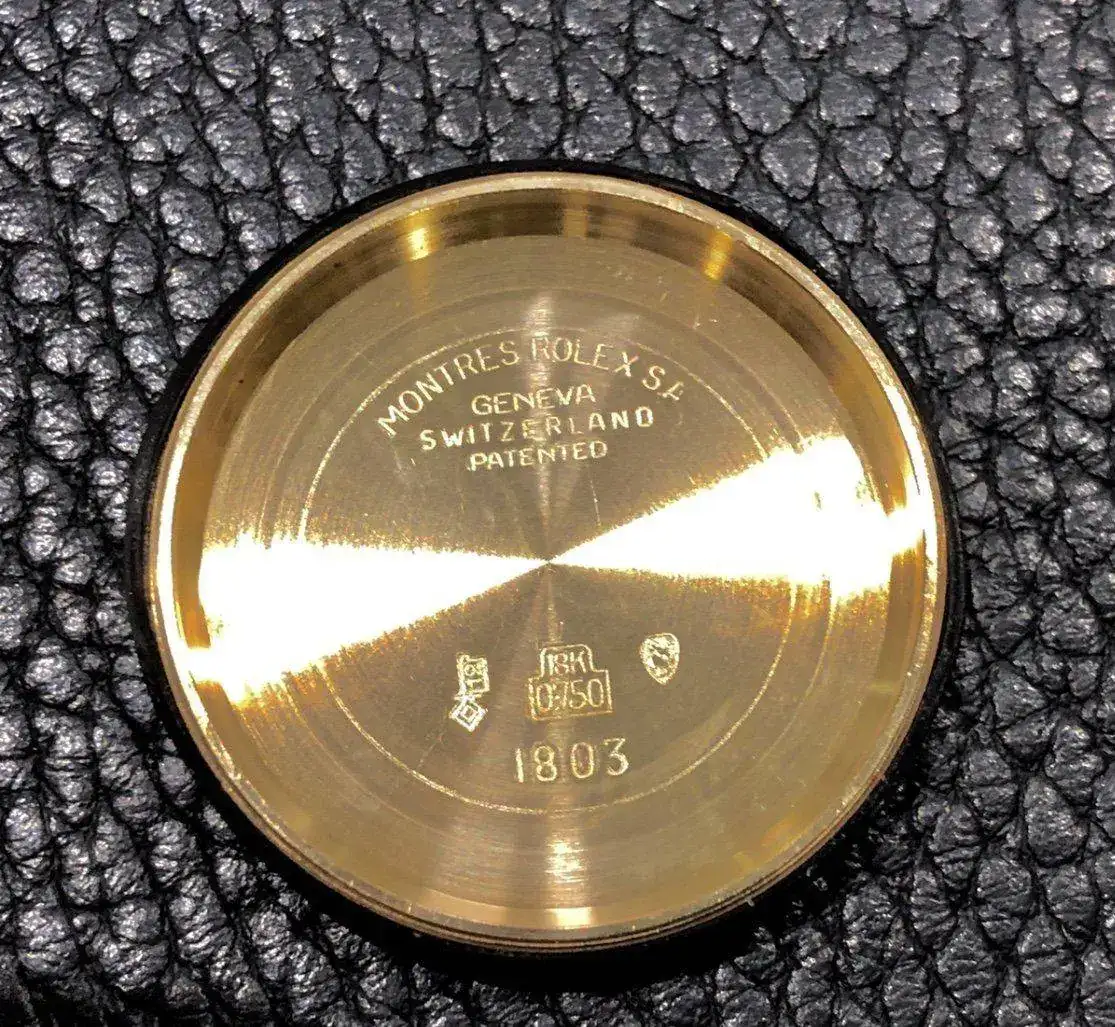 MONTRES ROLEX S.A
GENEVA
SWITZERLAND
PATENTED
18K
0.750
1803